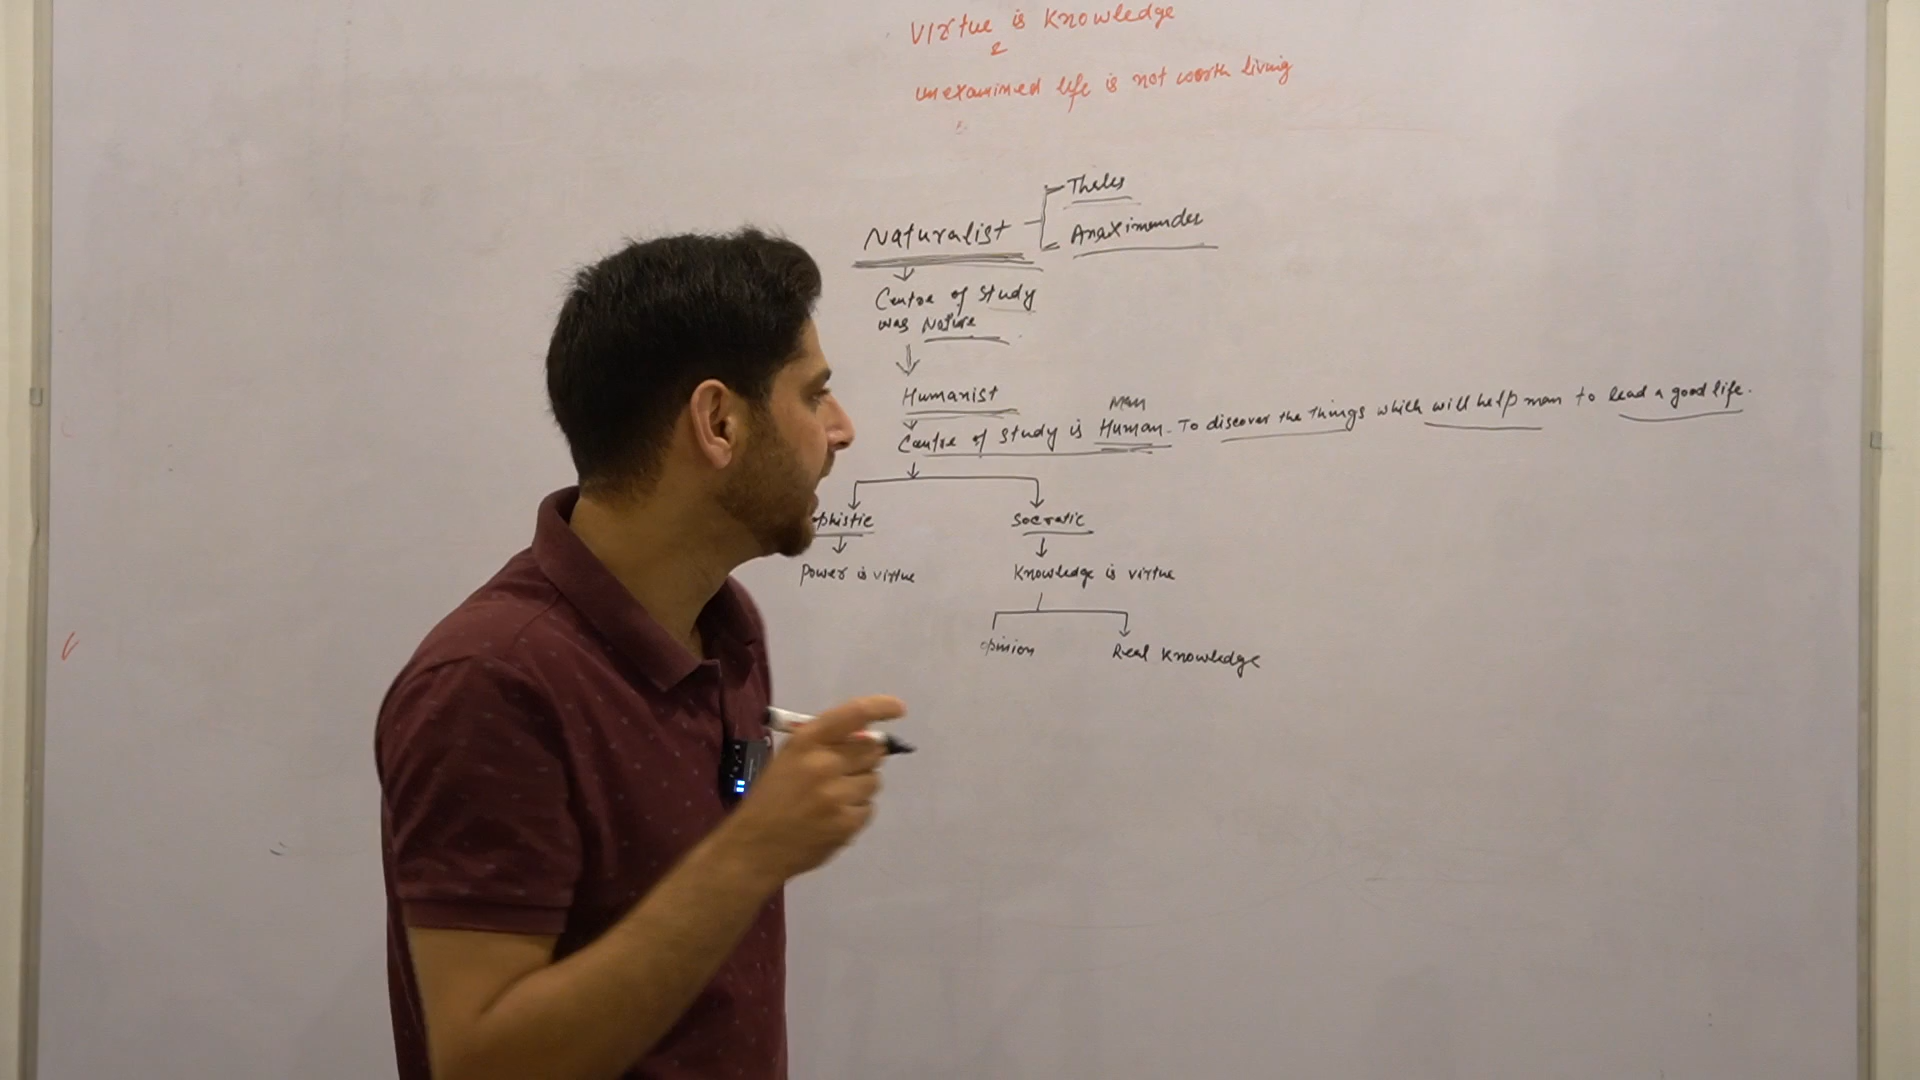 Virtue is Knowledge
&
unexamined life is not worth living
Thales
Naturalist
Anaximander
Centre of study
was Nature
Humanist
Man
Centre of study is Human. To discover the things which will help man to lead a good life.
phistic
Socratic
Power is virtue
Knowledge is virtue
opinion
Real Knowledge